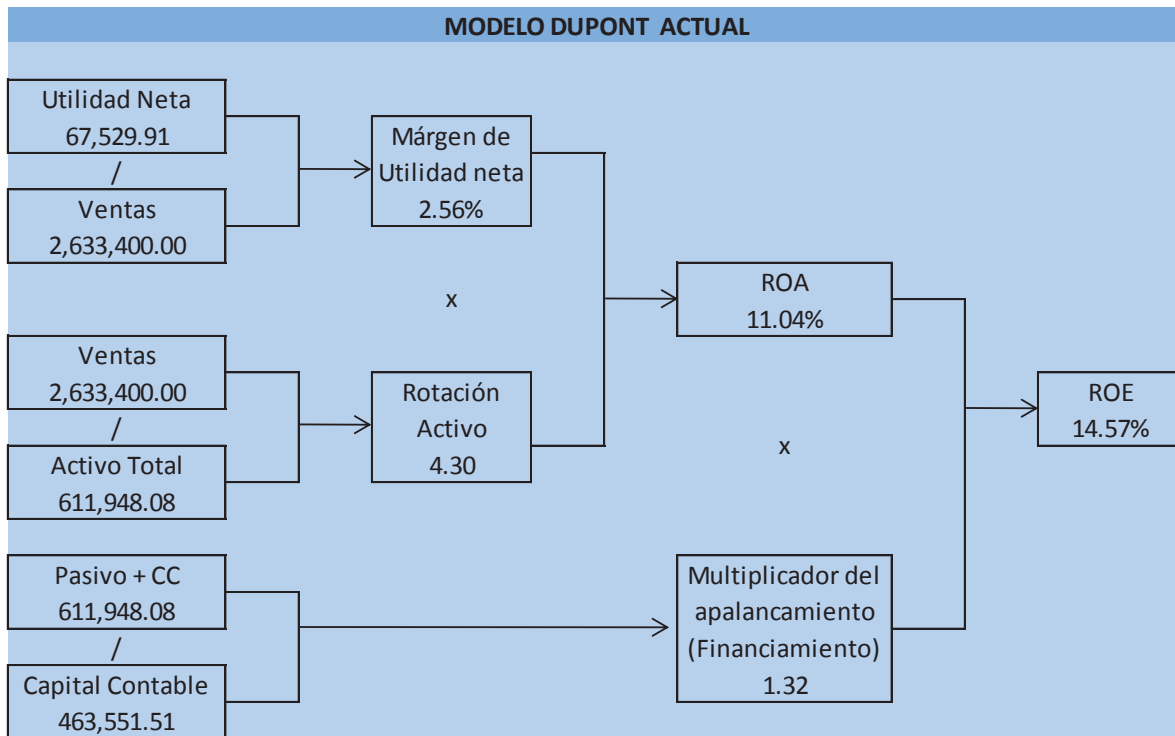 MODELO DUPONT ACTUAL
Utilidad Neta
67,529.91
/
Ventas
2,633,400.00
Márgen de
Utilidad neta
2.56%
x
Ventas
2,633,400.00
/
Activo Total
611,948.08
Rotación
Activo
4.30
ROA
11.04%
x
ROE
14.57%
Pasivo + CC
611,948.08
/
Capital Contable
463,551.51
Multiplicador del
apalancamiento
(Financiamiento)
1.32